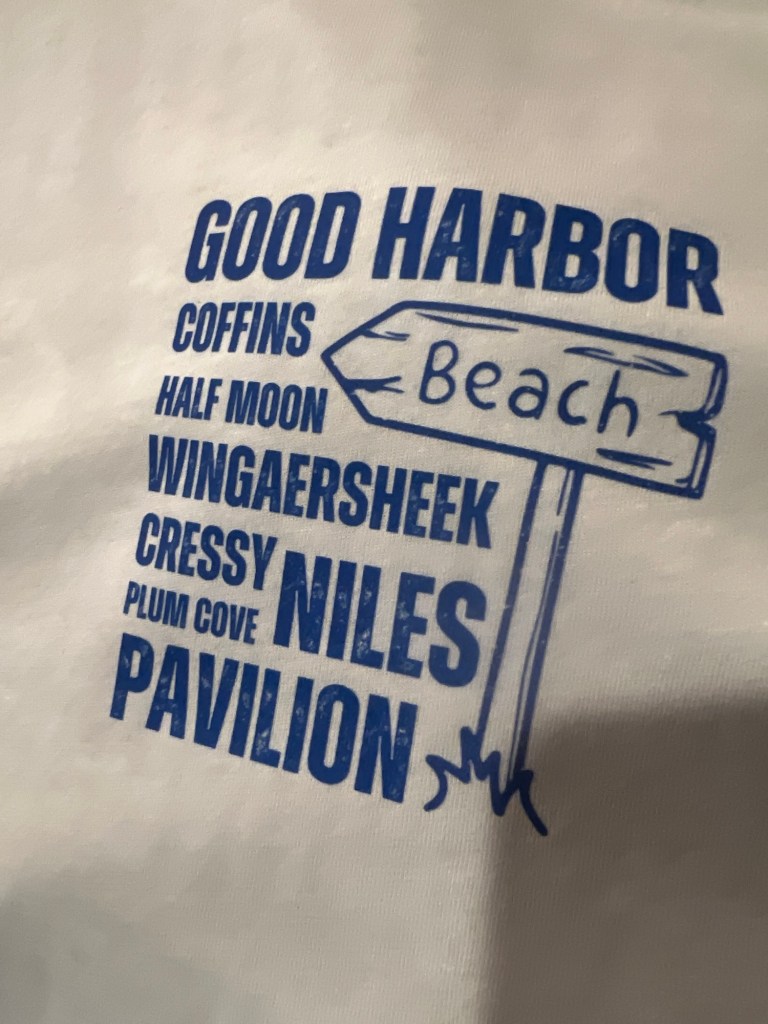 GOOD HARBOR
COFFINS
Beach
HALF MOON
WINGAERSHEEK
CRESSY
NILES
PLUM COVE
PAVILION